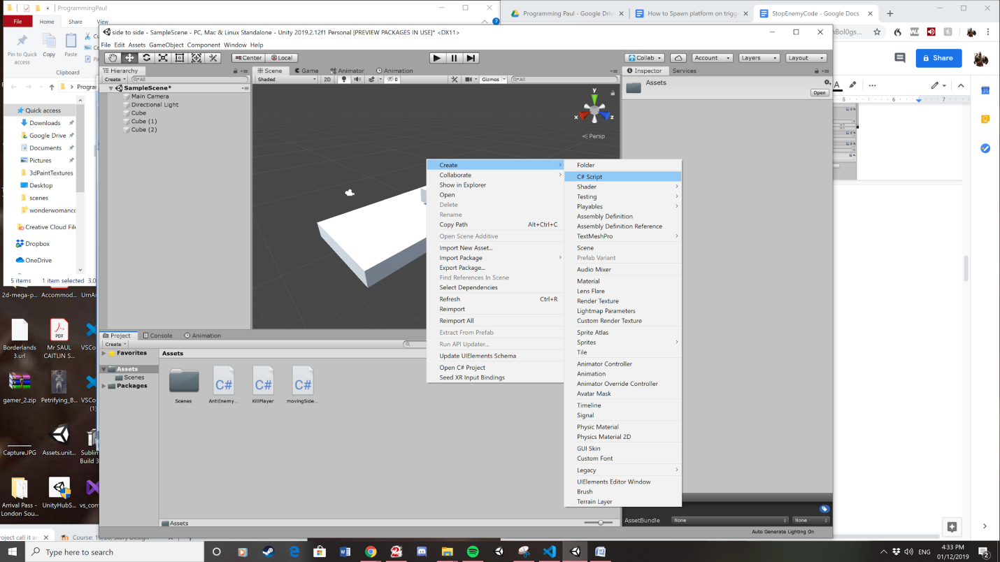 ProgrammingPaul
File
Home
Share
View
Pin to Quick
access
Copy
Paste
Clipboard
Quick access
Downloads
Google Drive
Documents
Pictures
3dPaintTextures
Desktop
scenes
Creative Cloud File
Dropbox
OneDrive
5 items 1 item selected 3.0
Programming Paul - Google Driv
How to Spawn platform on trigg
StopEnemyCode - Google Docs
Share
side to side - SampleScene - PC, Mac & Linux Standalone - Unity 2019.2.12f1 Personal [PREVIEW PACKAGES IN USE]* <DX11>
File Edit Assets GameObject Component Window Help
Center
Local
Collab
Account
Layers
Layout
Hierarchy
Create
All
SampleScene*
Main Camera
Directional Light
Cube
Cube (1)
Cube (2)
Scene
Game
Animator
Animation
Shaded
2D
0
Gizmos
All
y
x
z
Persp
Inspector
Services
Assets
Open
Create
Collaborate
Show in Explorer
Open
Delete
Rename
Copy Path Alt+Ctrl+C
Open Scene Additive
Import New Asset...
Import Package
Export Package...
Find References In Scene
Select Dependencies
Refresh Ctrl+R
Reimport
Reimport All
Extract From Prefab
Run API Updater...
Update UIElements Schema
Open C# Project
Seed XR Input Bindings
Folder
C# Script
Shader
Testing
Playables
Assembly Definition
Assembly Definition Reference
TextMeshPro
Scene
Prefab Variant
Audio Mixer
Material
Lens Flare
Render Texture
Lightmap Parameters
Custom Render Texture
Sprite Atlas
Sprites
Tile
Animator Controller
Animation
Animator Override Controller
Avatar Mask
Timeline
Signal
Physic Material
Physics Material 2D
GUI Skin
Custom Font
Legacy
UIElements Editor Window
Brush
Terrain Layer
Project
Console
Animation
Create
Favorites
Assets
Scenes
Packages
Assets
Scenes
C#
AntiEnemy...
C#
KillPlayer
C#
movingSide...
Assets
AssetBundle
None
None
Auto Generate Lighting On
2d-mega-p...
Accommod...
Borderlands
3.url
PDF
Mr SAUL
CAITLIN S...
gamer_2.zip
Petrifying_B...
(1)
Capture.JPG
Assets.unit...
Build 3
Arrival Pass -
London Sou...
UnityHubS...
vs_com
Type here to search
ENG
4:33 PM
01/12/2019
2